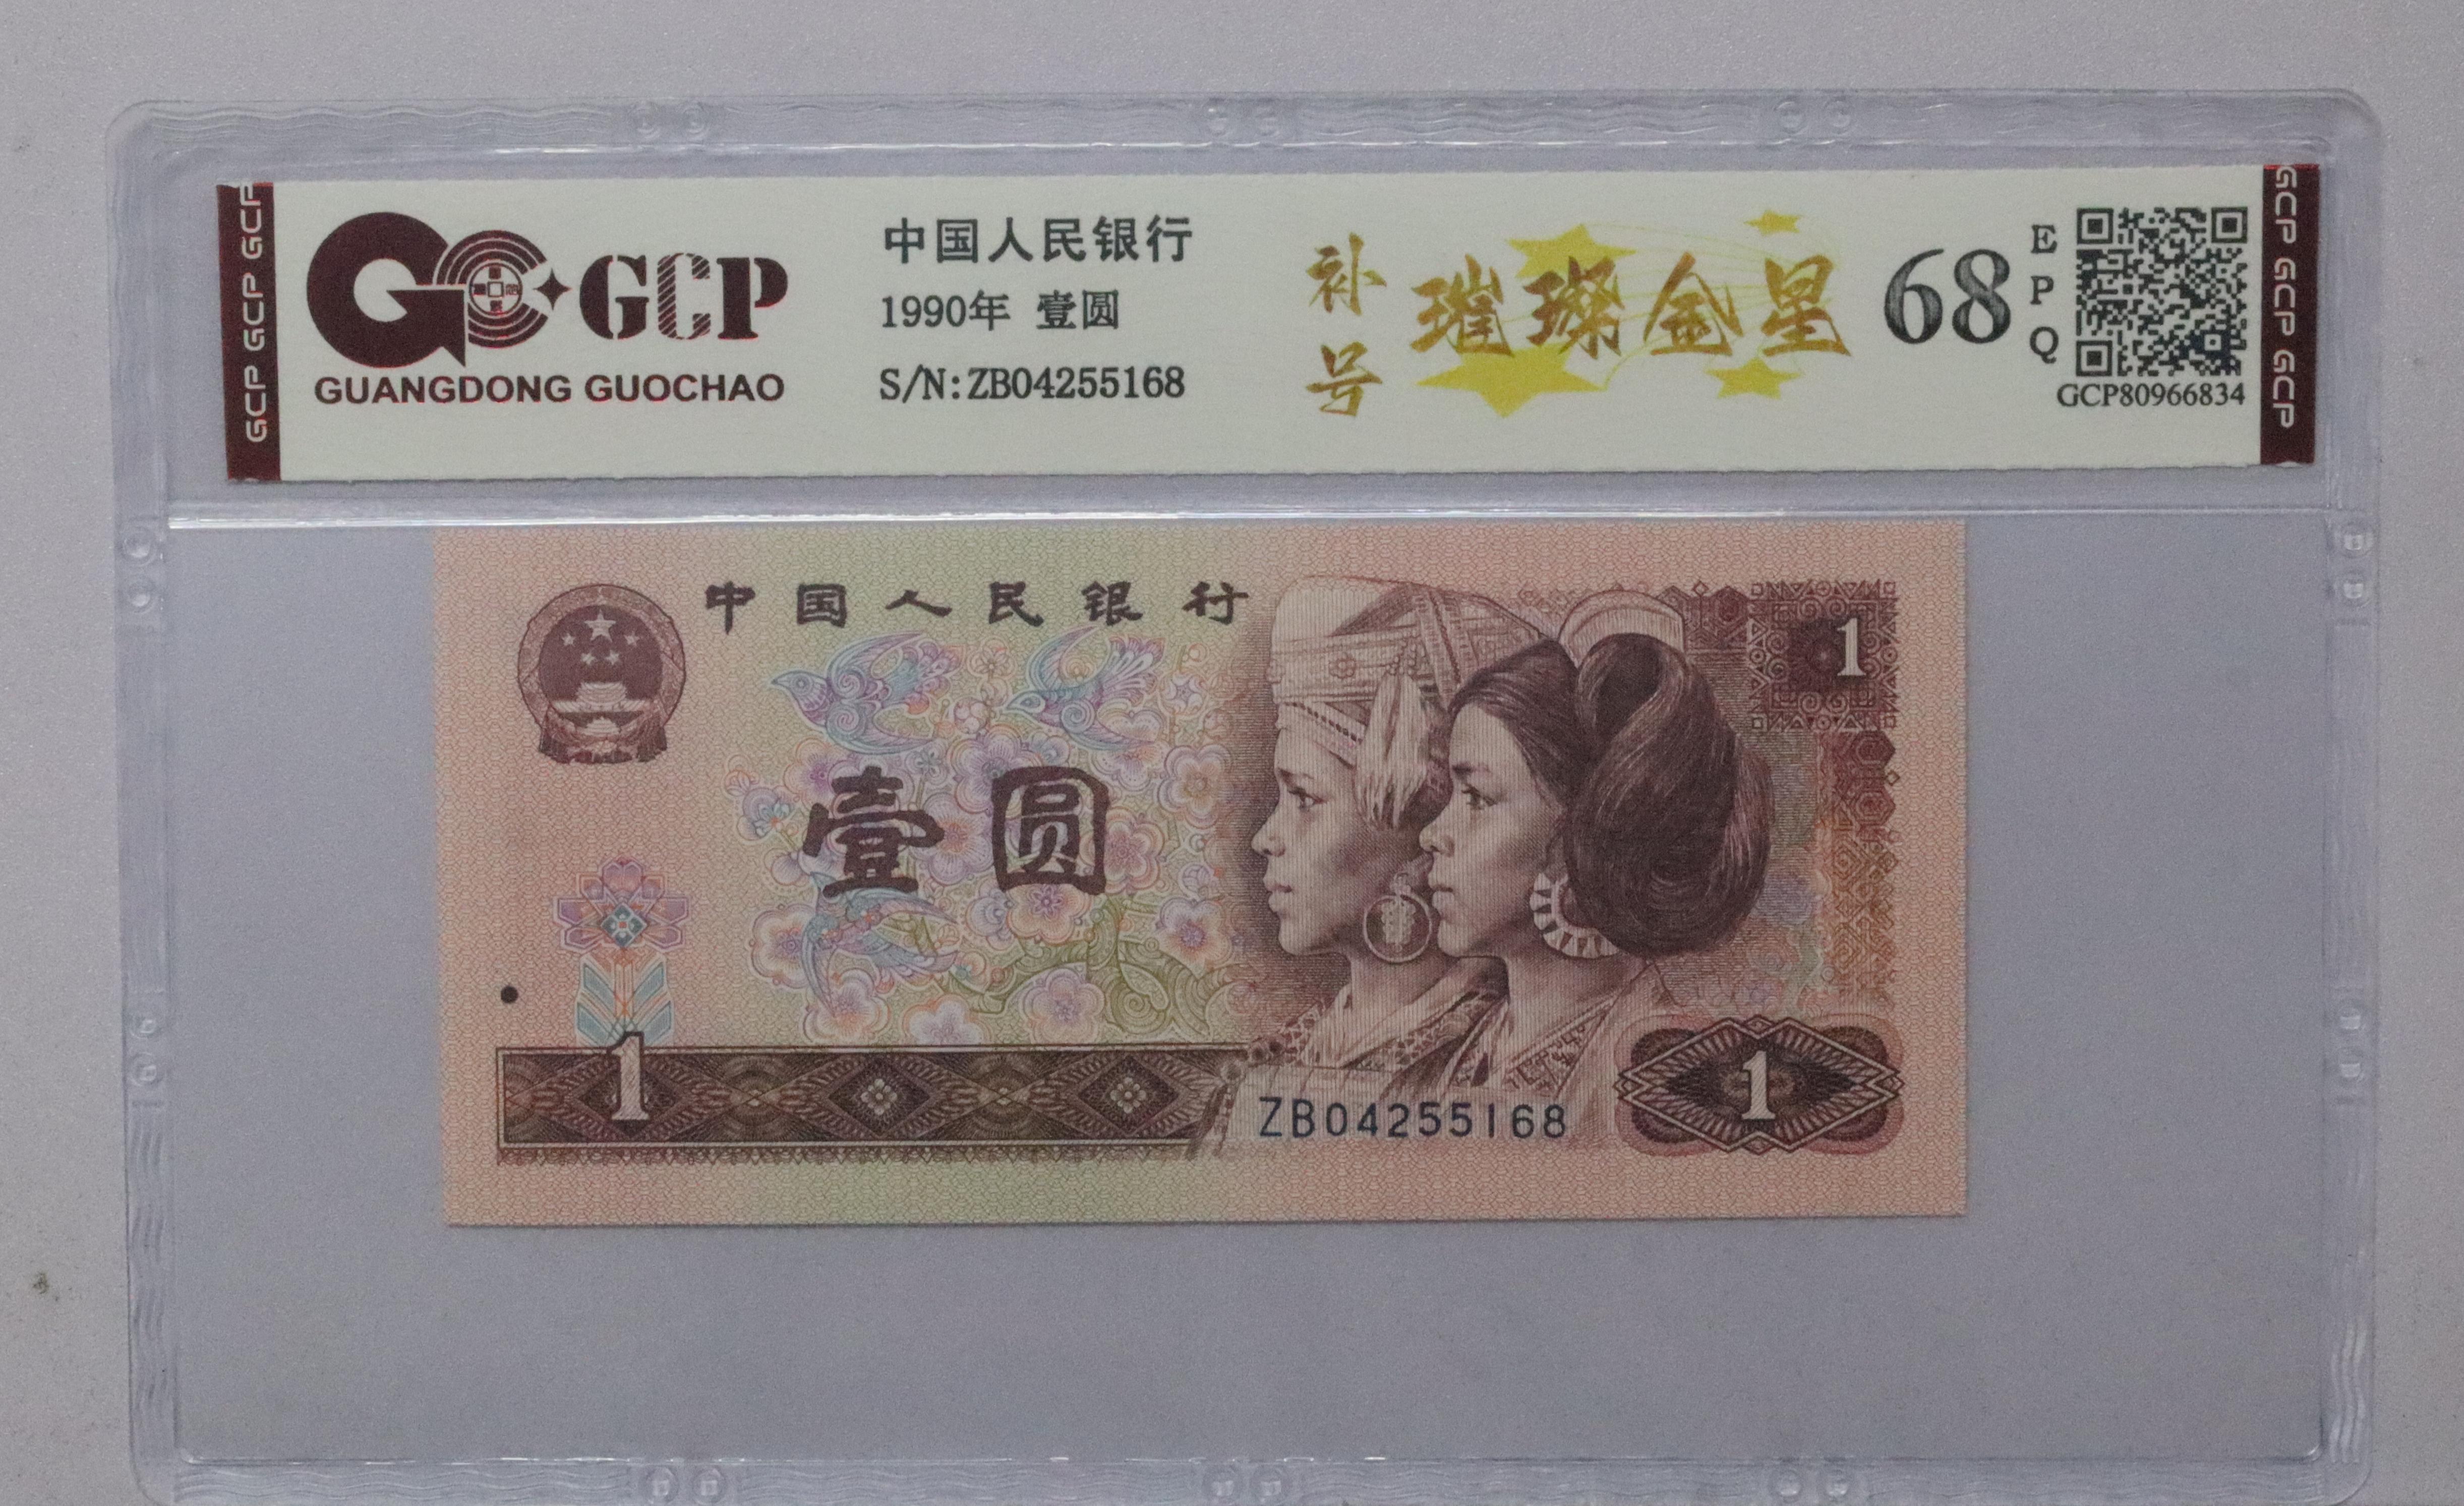 GCP GCP GCP
GCP
GUANGDONG GUOCHAO
中国人民银行
1990年 壹圆
S/N:ZB04255168
补号
璀璨金星
68
EPQ
GCP80966834
GCP GCP GCP
中国人民银行
1
壹圆
1
ZB04255168
1